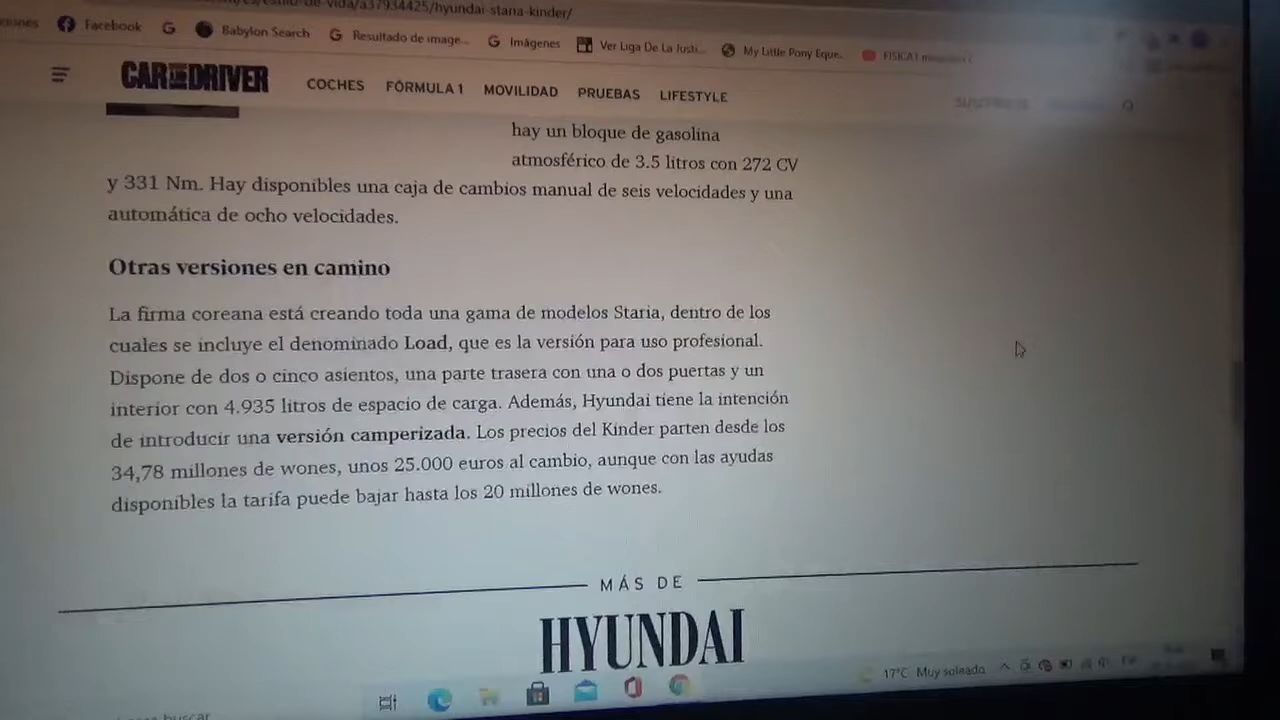 /a37934425/hyundai-staria-kinder/
Facebook
Babylon Search
Resultado de image...
Imágenes
Ver Liga De La Justi...
My Little Pony Eque...
CAR AND DRIVER
COCHES
FÓRMULA 1
MOVILIDAD
PRUEBAS
LIFESTYLE
hay un bloque de gasolina
atmosférico de 3.5 litros con 272 CV
y 331 Nm. Hay disponibles una caja de cambios manual de seis velocidades y una
automática de ocho velocidades.
Otras versiones en camino
La firma coreana está creando toda una gama de modelos Staria, dentro de los
cuales se incluye el denominado Load, que es la versión para uso profesional.
Dispone de dos o cinco asientos, una parte trasera con una o dos puertas y un
interior con 4.935 litros de espacio de carga. Además, Hyundai tiene la intención
de introducir una versión camperizada. Los precios del Kinder parten desde los
34,78 millones de wones, unos 25.000 euros al cambio, aunque con las ayudas
disponibles la tarifa puede bajar hasta los 20 millones de wones.
MÁS DE
HYUNDAI
17°C Muy soleado
buscar